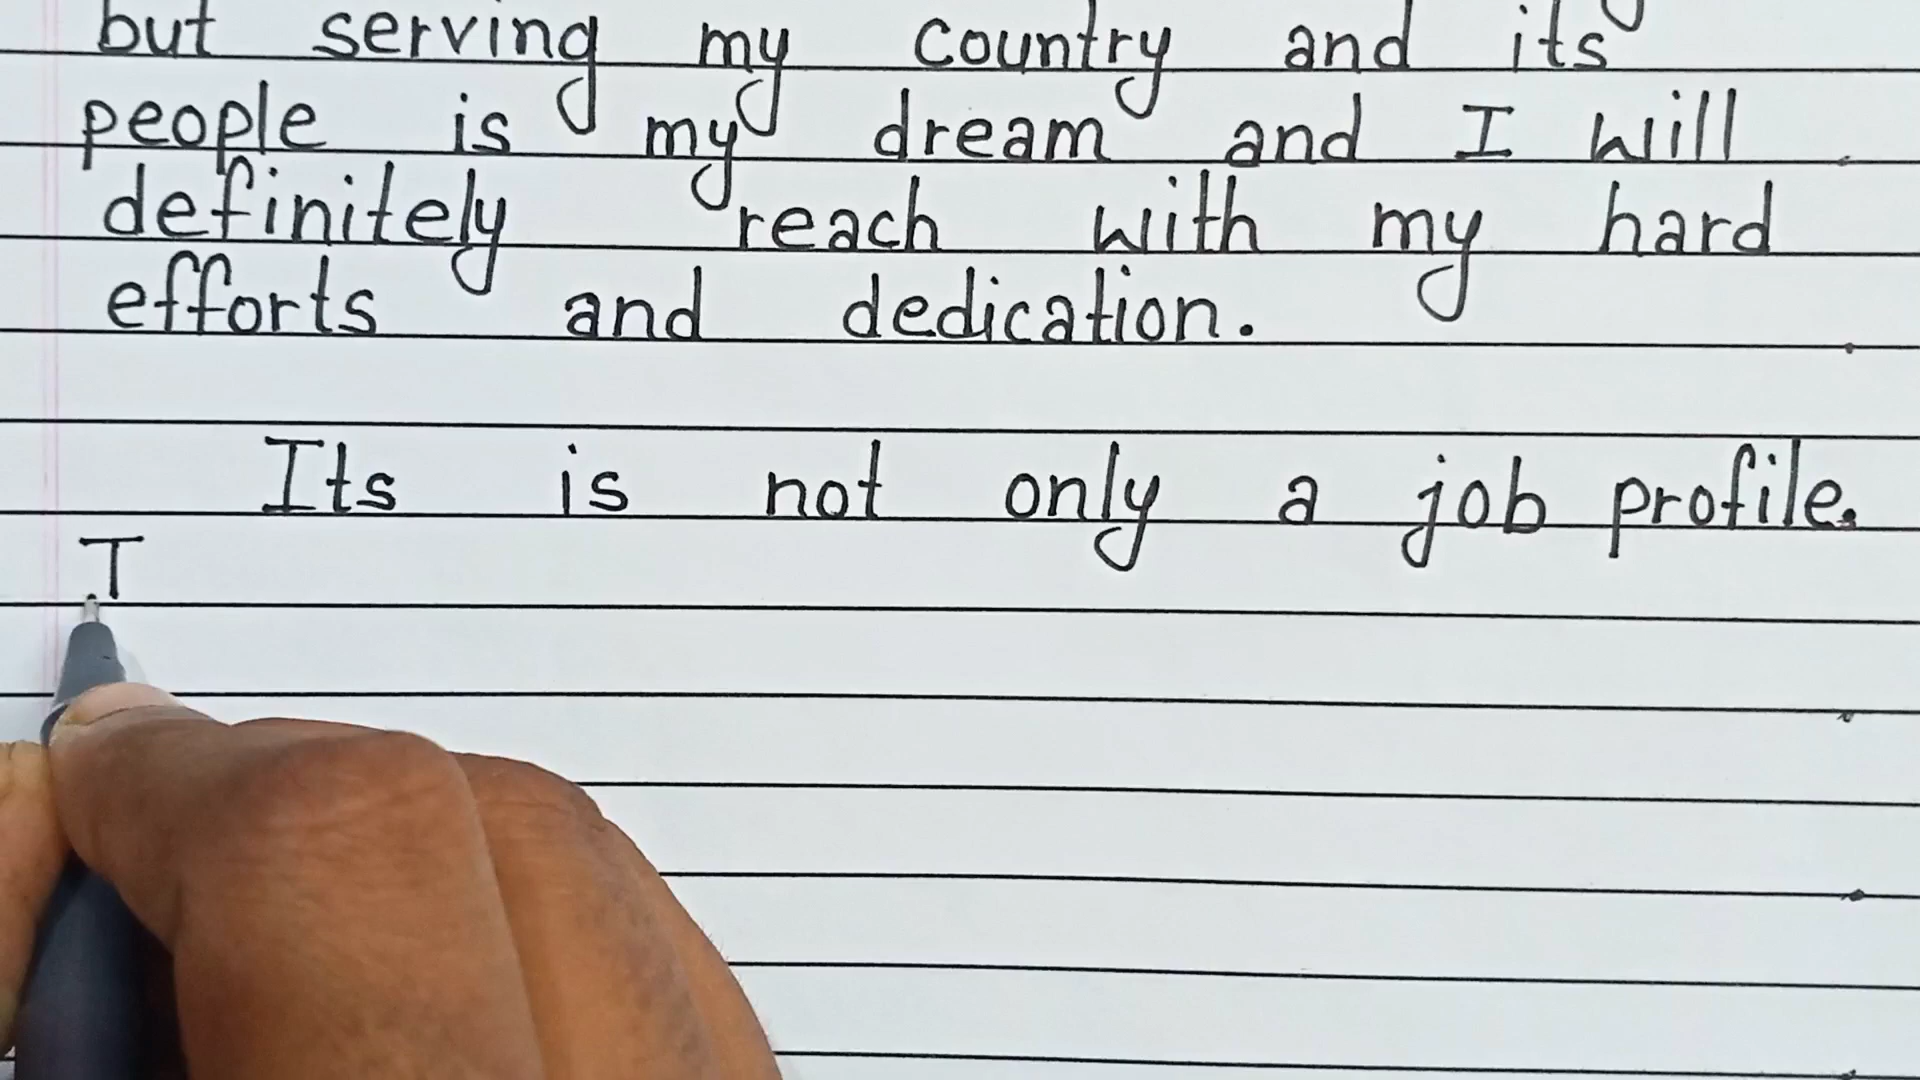 but serving my country and its
people is my dream and I will
definitely reach with my hard
efforts and dedication.
Its is not only a job profile.
T